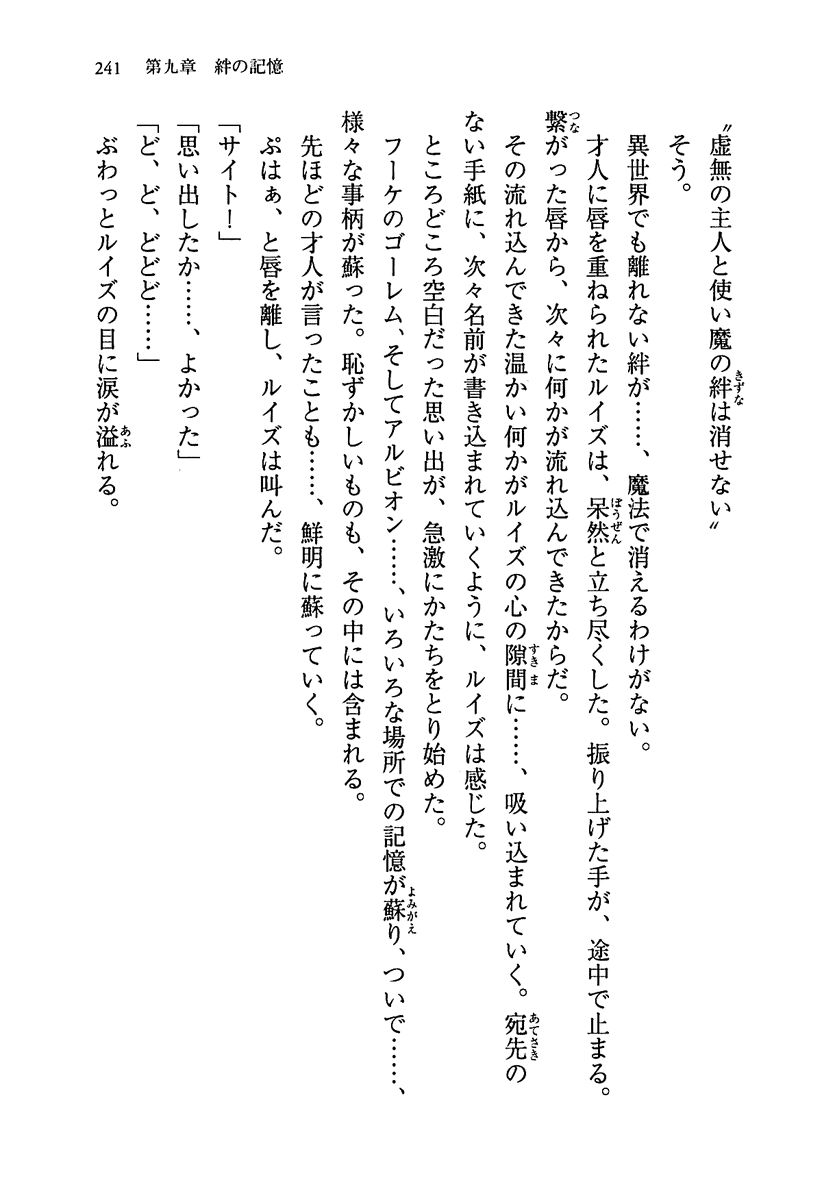 241　第九章　絆の記憶
〝虚無の主人と使い魔の絆は消せない〟
そう。
異世界でも離れない絆が……、魔法で消えるわけがない。
才人に唇を重ねられたルイズは、呆然と立ち尽くした。振り上げた手が、途中で止まる。
繋がった唇から、次々に何かが流れ込んできたからだ。
その流れ込んできた温かい何かがルイズの心の隙間に……、吸い込まれていく。宛先の
ない手紙に、次々名前が書き込まれていくように、ルイズは感じた。
ところどころ空白だった思い出が、急激にかたちをとり始めた。
フーケのゴーレム、そしてアルビオン……、いろいろな場所での記憶が蘇り、ついで……、
様々な事柄が蘇った。恥ずかしいものも、その中には含まれる。
先ほどの才人が言ったことも……、鮮明に蘇っていく。
ぷはぁ、と唇を離し、ルイズは叫んだ。
「サイト！」
「思い出したか……、よかった」
「ど、ど、どどど……」
ぶわっとルイズの目に涙が溢れる。